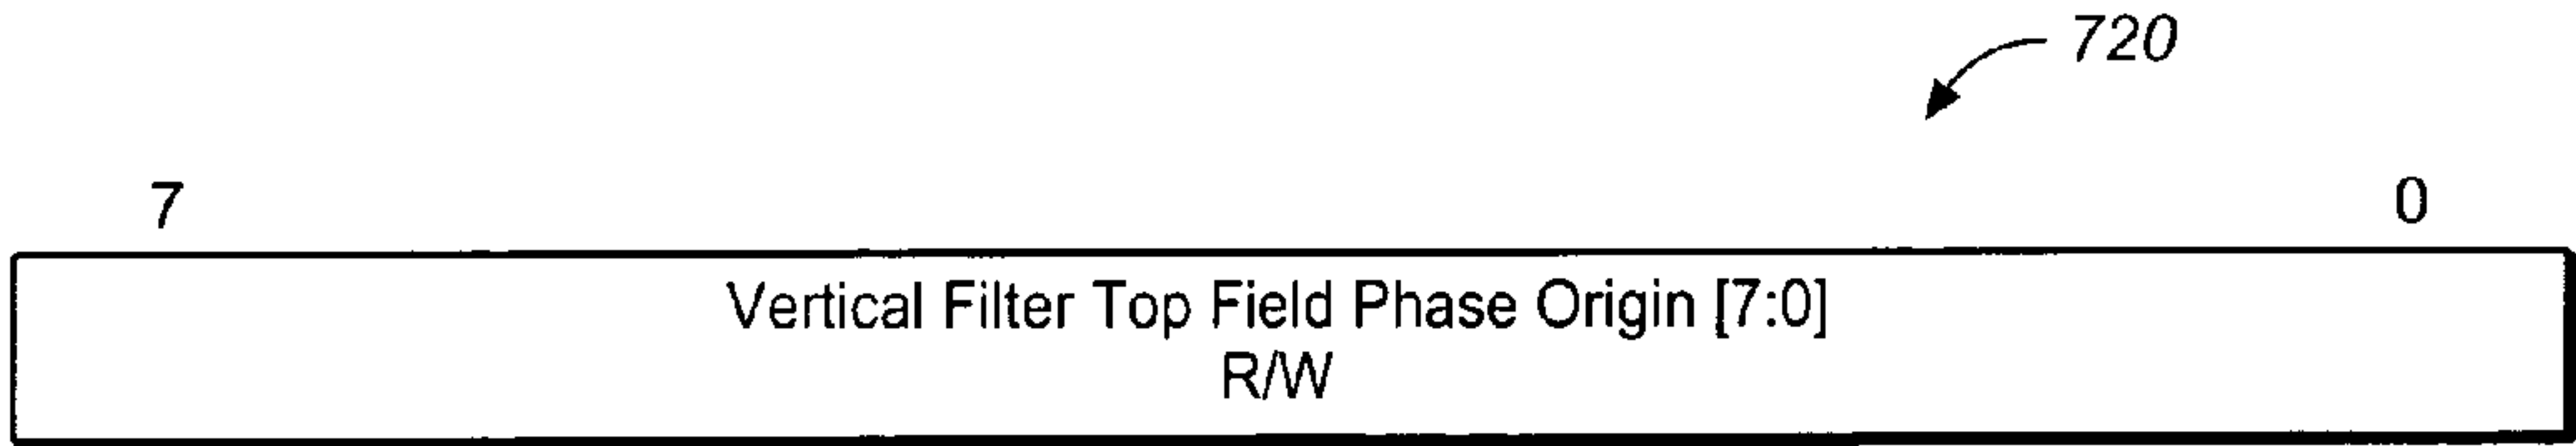 720
7 0
Vertical Filter Top Field Phase Origin [7:0]
R/W